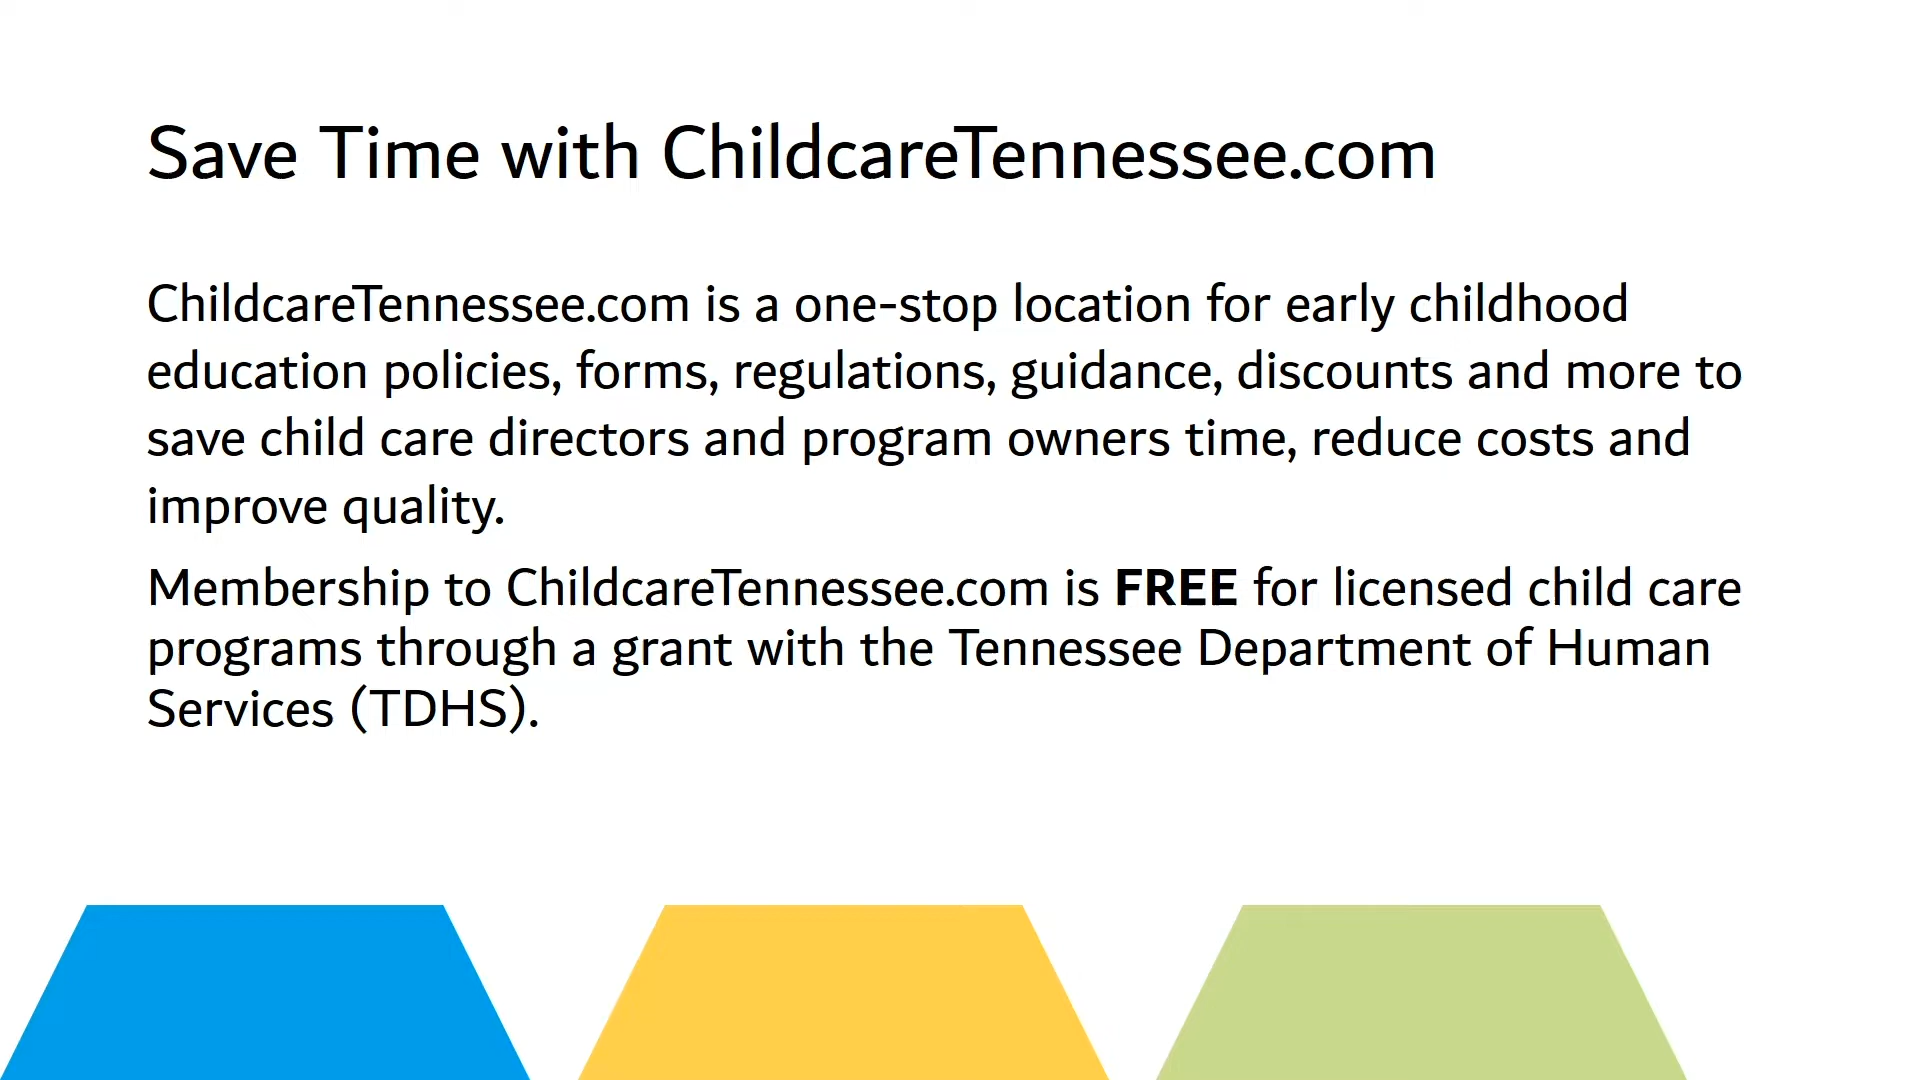 Save Time with ChildcareTennessee.com
ChildcareTennessee.com is a one-stop location for early childhood
education policies, forms, regulations, guidance, discounts and more to
save child care directors and program owners time, reduce costs and
improve quality.
Membership to ChildcareTennessee.com is FREE for licensed child care
programs through a grant with the Tennessee Department of Human
Services (TDHS).